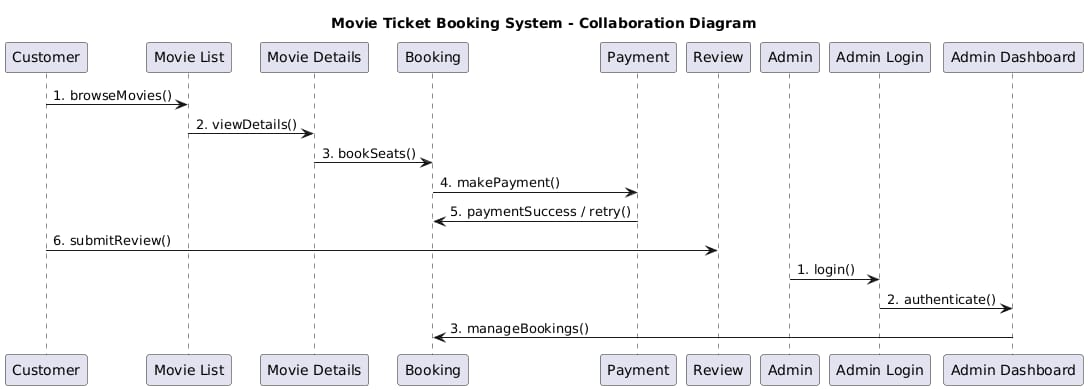 Movie Ticket Booking System - Collaboration Diagram
Customer Movie List Movie Details Booking Payment Review Admin Admin Login Admin Dashboard
1. browseMovies()
2. viewDetails()
3. bookSeats()
4. makePayment()
5. paymentSuccess / retry()
6. submitReview()
1. login()
2. authenticate()
3. manageBookings()
Customer Movie List Movie Details Booking Payment Review Admin Admin Login Admin Dashboard